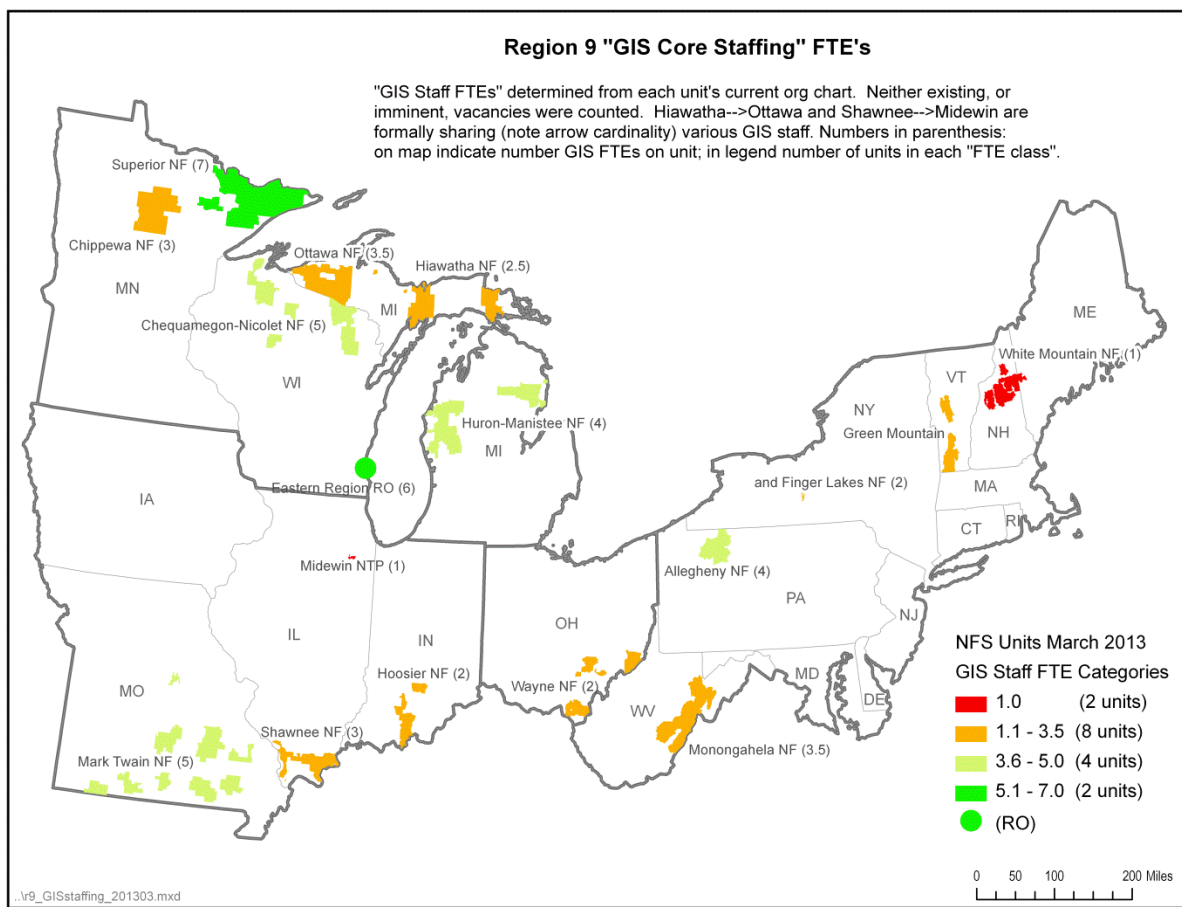 Region 9 "GIS Core Staffing" FTE's
"GIS Staff FTEs" determined from each unit's current org chart.  Neither existing, or
imminent, vacancies were counted.  Hiawatha-->Ottawa and Shawnee-->Midewin are
formally sharing (note arrow cardinality) various GIS staff. Numbers in parenthesis:
on map indicate number GIS FTEs on unit; in legend number of units in each "FTE class".
Superior NF (7)
Chippewa NF (3)
MN
Ottawa NF (3.5)
Hiawatha NF (2.5)
MI
Chequamegon-Nicolet NF (5)
WI
Huron-Manistee NF (4)
MI
ME
White Mountain NF (1)
VT
NY
Green Mountain
NH
and Finger Lakes NF (2)
MA
CT
RI
Eastern Region RO (6)
IA
Midewin NTP (1)
Allegheny NF (4)
PA
NJ
IL
IN
OH
Hoosier NF (2)
Wayne NF (2)
MO
WV
MD
DE
Shawnee NF (3)
Monongahela NF (3.5)
Mark Twain NF (5)
NFS Units March 2013
GIS Staff FTE Categories
1.0 (2 units)
1.1 - 3.5 (8 units)
3.6 - 5.0 (4 units)
5.1 - 7.0 (2 units)
(RO)
0 50 100 200 Miles
..\r9_GISstaffing_201303.mxd